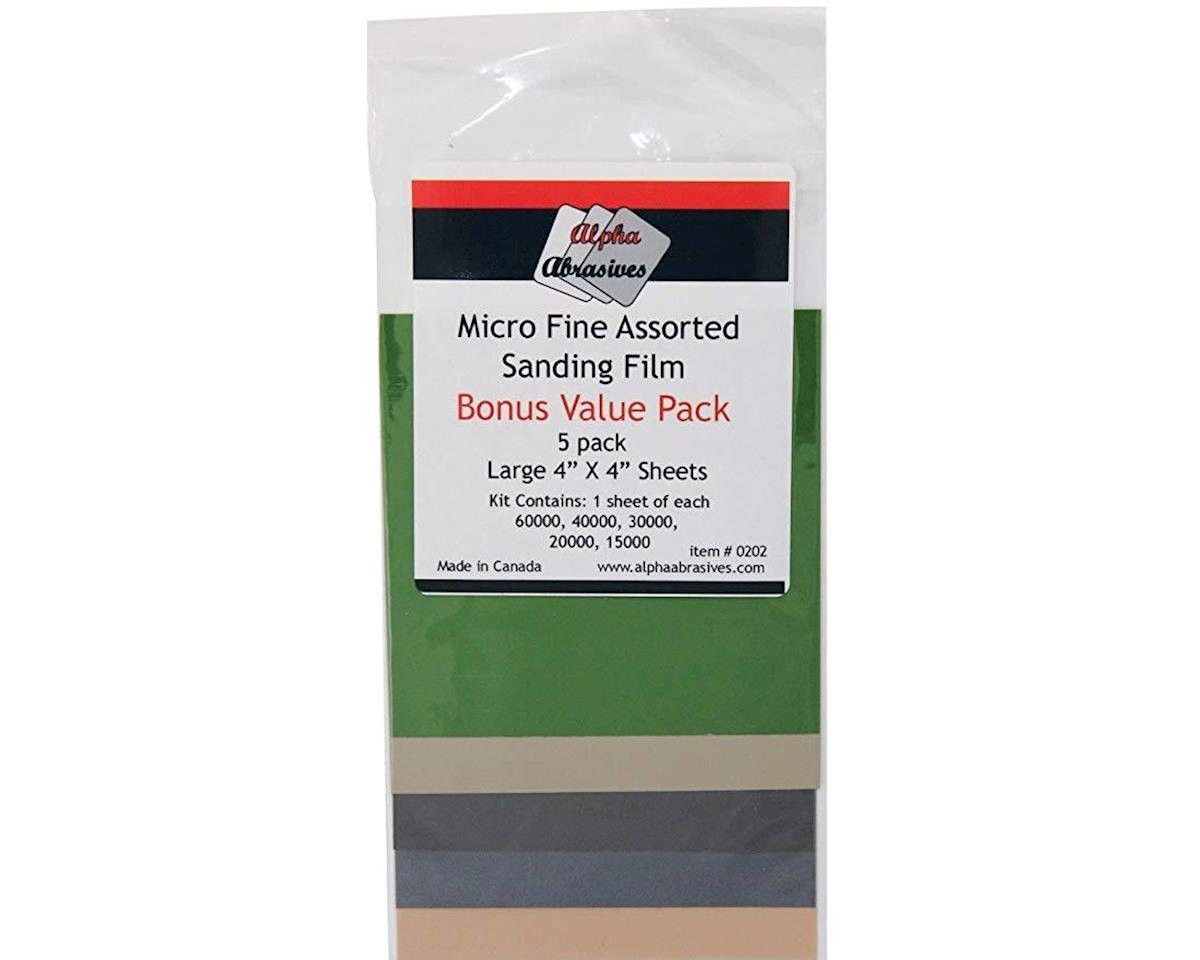 Alpha
Abrasives
Micro Fine Assorted
Sanding Film
Bonus Value Pack
5 pack
Large 4” X 4” Sheets
Kit Contains: 1 sheet of each
60000, 40000, 30000,
20000, 15000
item # 0202
Made in Canada
www.alphaabrasives.com